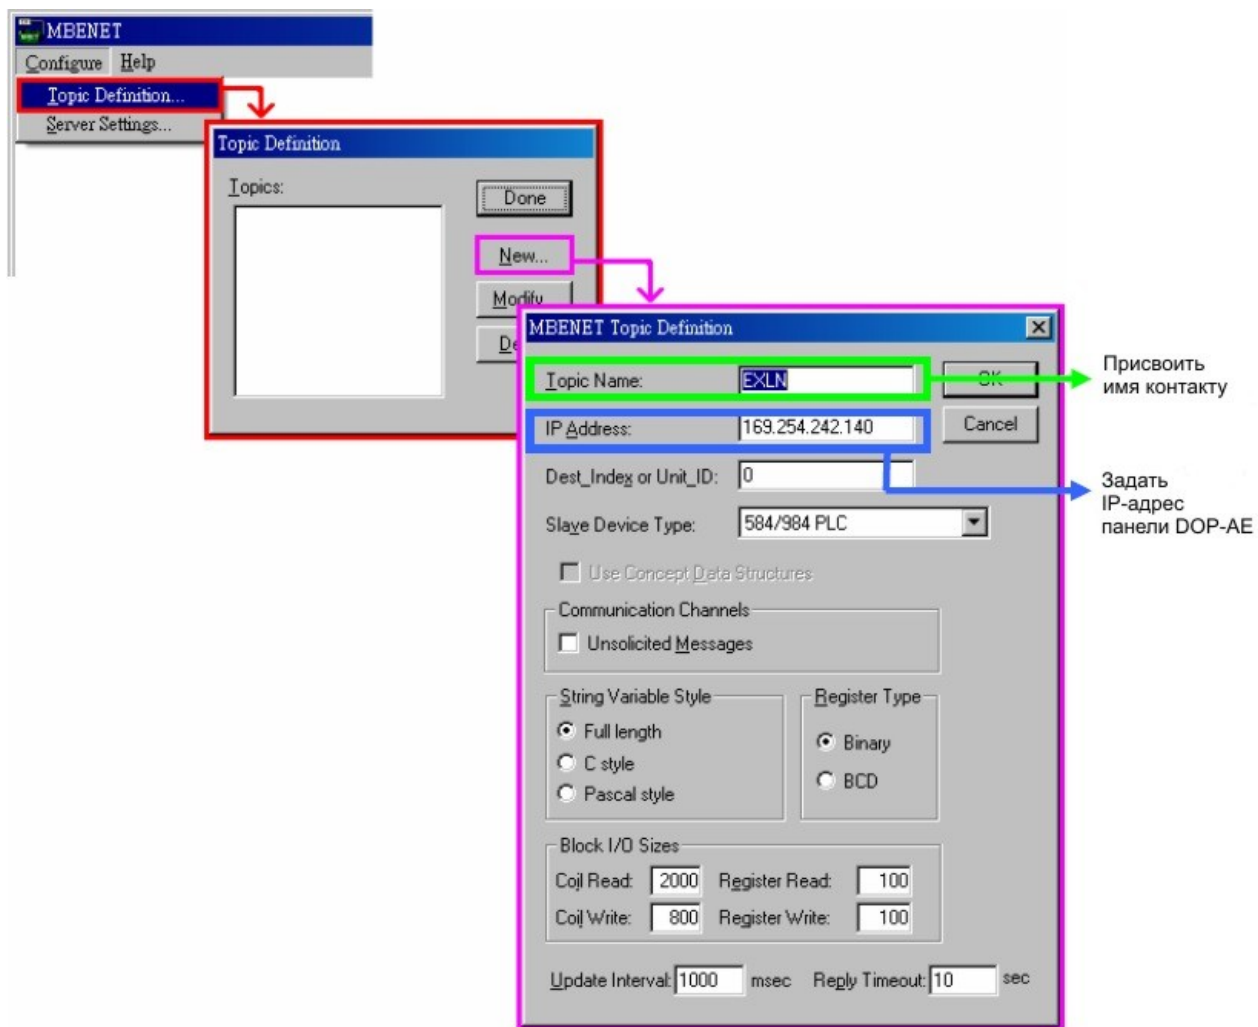 MBENET
Configure Help
Topic Definition...
Server Settings...
Topic Definition
Topics:
Done
New...
Modify
MBENET Topic Definition
Topic Name: EXLN
OK
Присвоить
имя контакту
IP Address: 169.254.242.140
Cancel
Dest_Index or Unit_ID: 0
Задать
IP-адрес
панели DOP-AE
Slave Device Type: 584/984 PLC
Use Concept Data Structures
Communication Channels
Unsolicited Messages
String Variable Style
Full length
C style
Pascal style
Register Type
Binary
BCD
Block I/O Sizes
Coil Read: 2000 Register Read: 100
Coil Write: 800 Register Write: 100
Update Interval: 1000 msec Reply Timeout: 10 sec